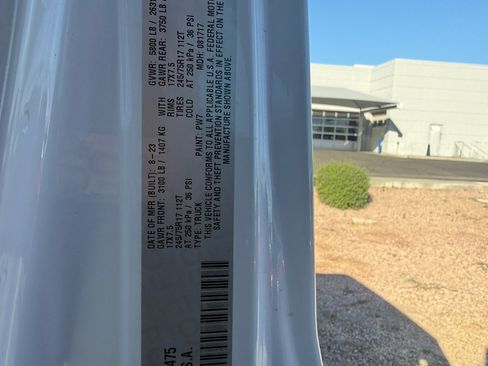 DATE OF MFR (BUILT): 8-23 GVWR: 5800 LB /
GAWR FRONT: 3100 LB / 1407 KG WITH GAWR REAR: 3750 LB
17X7.5 RIMS 17X7.5
245/75R17 112T TIRES 245/75R17 112T
AT 250 kPa / 36 PSI COLD AT 250 kPa / 36 PSI
TYPE: TRUCK PAINT: PW7 MDH: 081717
THIS VEHICLE CONFORMS TO ALL APPLICABLE U.S.A. FEDERAL MOTOR
SAFETY AND THEFT PREVENTION STANDARDS IN EFFECT ON THE
MANUFACTURE SHOWN ABOVE.
475
S.A.